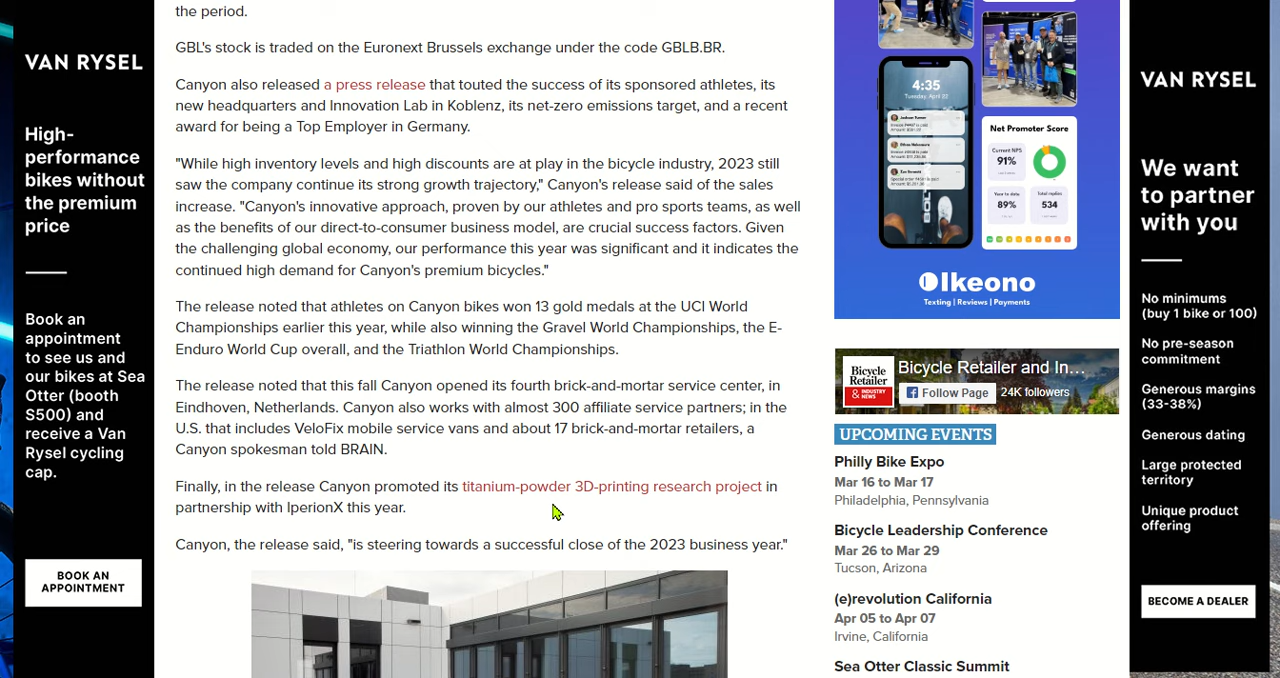 the period.
GBL's stock is traded on the Euronext Brussels exchange under the code GBLB.BR.
Canyon also released a press release that touted the success of its sponsored athletes, its
new headquarters and Innovation Lab in Koblenz, its net-zero emissions target, and a recent
award for being a Top Employer in Germany.
"While high inventories and high discounts are at play in the bicycle industry, 2023 still
saw the company continue its strong growth trajectory," Canyon's release said of the sales
increase. "Canyon's innovative approach, proven by our athletes and pro sports teams, as well
as the benefits of our direct-to-consumer business model, are crucial success factors. Given
the challenging global economy, our performance this year was significant and it indicates the
continued high demand for Canyon's premium bicycles."
The release noted that athletes on Canyon bikes won 13 gold medals at the UCI World
Championships earlier this year, while also winning the Gravel World Championships, the E-
Enduro World Cup overall, and the Triathlon World Championships.
The release noted that this fall Canyon opened its fourth brick-and-mortar service center, in
Eindhoven, Netherlands. Canyon also works with almost 300 affiliate service partners; in the
U.S. that includes VeloFix mobile service vans and about 17 brick-and-mortar retailers, a
Canyon spokesman told BRAIN.
Finally, in the release Canyon promoted its titanium-powder 3D-printing research project in
partnership with IperionX this year.
Canyon, the release said, "is steering towards a successful close of the 2023 business year."
VAN RYSEL
High-
performance
bikes without
the premium
price
Book an
appointment
to see us and
our bikes at Sea
Otter (booth
S500) and
receive a Van
Rysel cycling
cap.
BOOK AN
APPOINTMENT
4:35
Tuesday, April 22
Net Promoter Score
Current NPS
91%
Year to date
89%
Total replies
534
Ikeono
Texting | Reviews | Payments
Bicycle
Retailer
& INDUSTRY
NEWS
Bicycle Retailer and In...
Follow Page
24K followers
UPCOMING EVENTS
Philly Bike Expo
Mar 16 to Mar 17
Philadelphia, Pennsylvania
Bicycle Leadership Conference
Mar 26 to Mar 29
Tucson, Arizona
(e)revolution California
Apr 05 to Apr 07
Irvine, California
Sea Otter Classic Summit
VAN RYSEL
We want
to partner
with you
No minimums
(buy 1 bike or 100)
No pre-season
commitment
Generous margins
(33-38%)
Generous dating
Large protected
territory
Unique product
offering
BECOME A DEALER